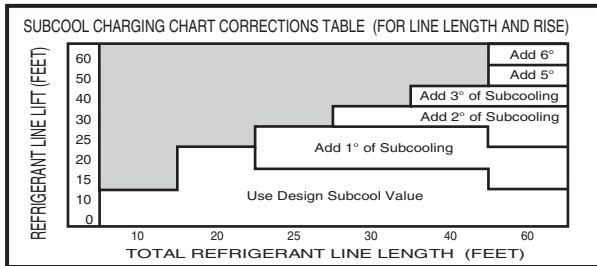 SUBCOOL CHARGING CHART CORRECTIONS TABLE (FOR LINE LENGTH AND RISE)
REFRIGERANT LINE LIFT (FEET)
60
50
40
30
25
20
15
10
0
Add 6°
Add 5°
Add 3° of Subcooling
Add 2° of Subcooling
Add 1° of Subcooling
Use Design Subcool Value
10 20 25 30 40 60
TOTAL REFRIGERANT LINE LENGTH (FEET)